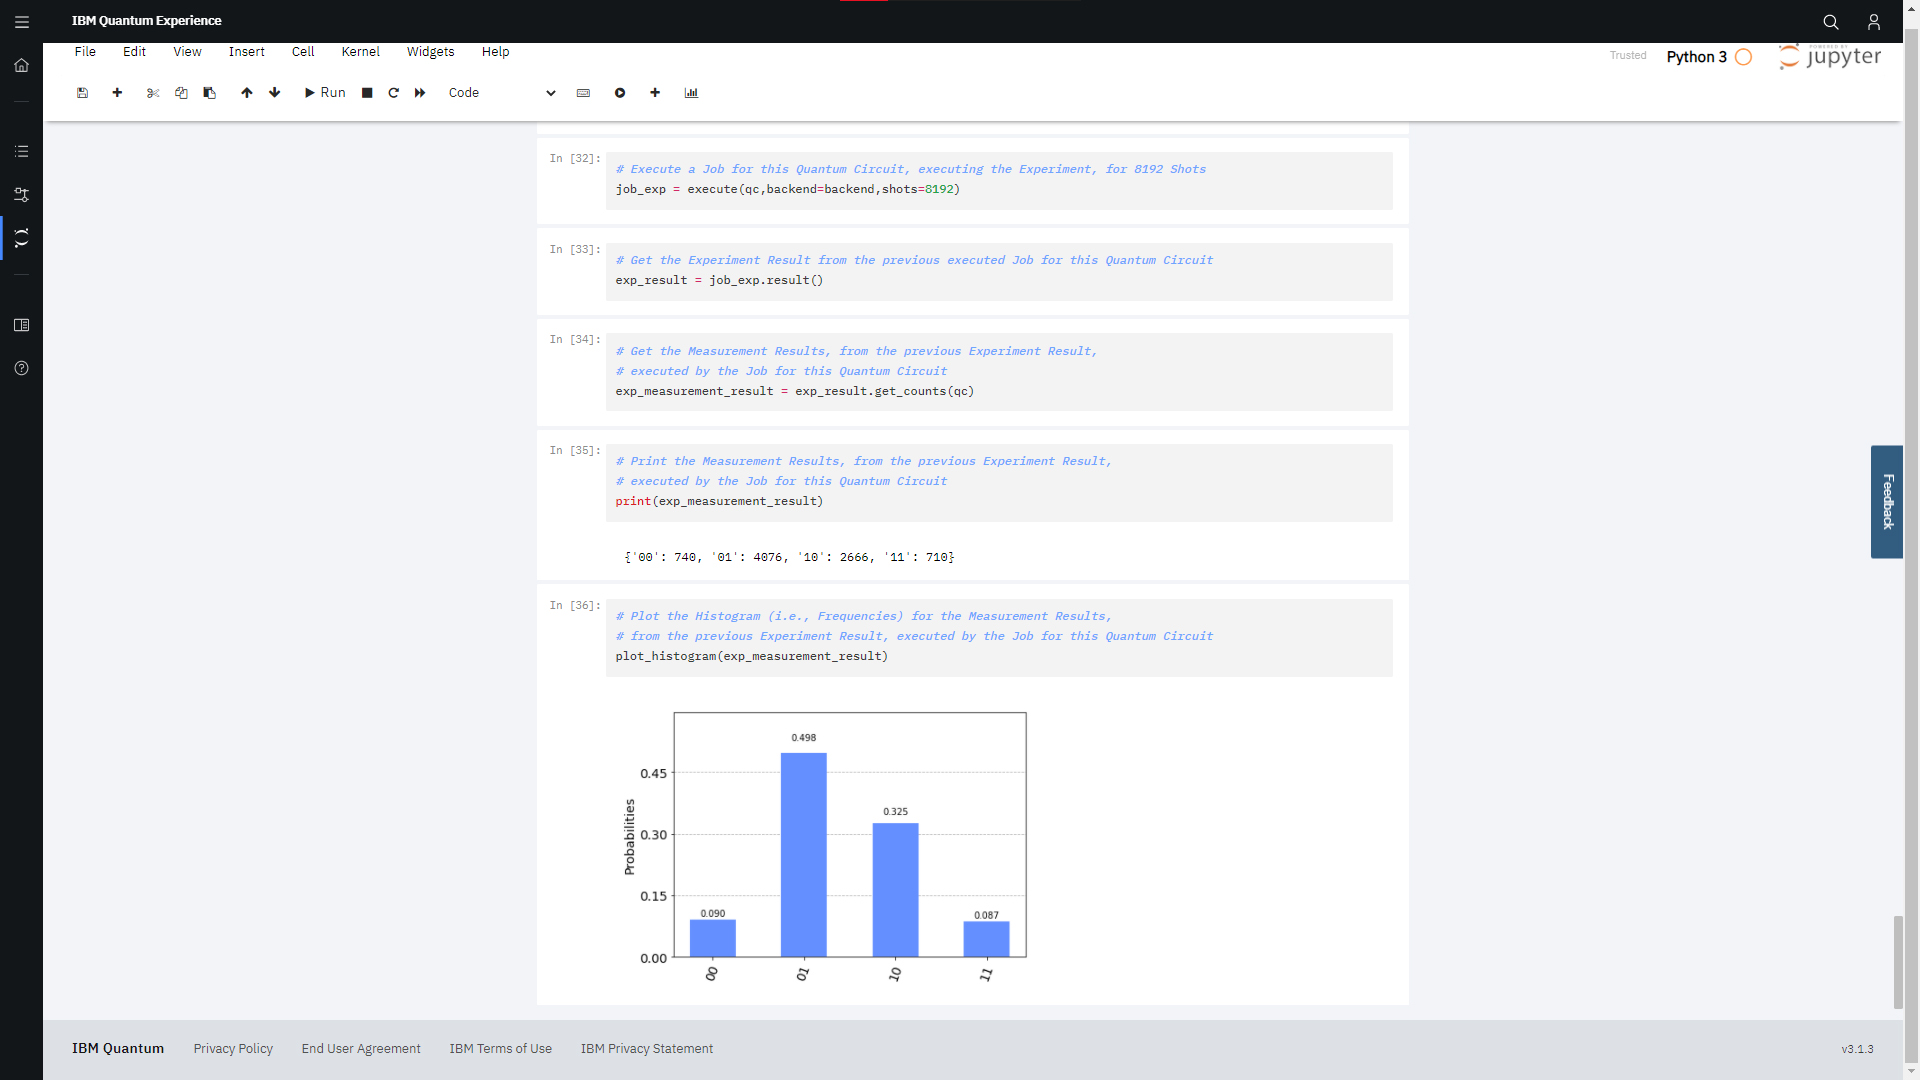 IBM Quantum Experience
File Edit View Insert Cell Kernel Widgets Help
Trusted Python 3
POWERED BY
jupyter
Run Code
In [32]:
# Execute a Job for this Quantum Circuit, executing the Experiment, for 8192 Shots
job_exp = execute(qc,backend=backend,shots=8192)
In [33]:
# Get the Experiment Result from the previous executed Job for this Quantum Circuit
exp_result = job_exp.result()
In [34]:
# Get the Measurement Results, from the previous Experiment Result,
# executed by the Job for this Quantum Circuit
exp_measurement_result = exp_result.get_counts(qc)
In [35]:
# Print the Measurement Results, from the previous Experiment Result,
# executed by the Job for this Quantum Circuit
print(exp_measurement_result)
{'00': 740, '01': 4076, '10': 2666, '11': 710}
In [36]:
# Plot the Histogram (i.e., Frequencies) for the Measurement Results,
# from the previous Experiment Result, executed by the Job for this Quantum Circuit
plot_histogram(exp_measurement_result)
Probabilities
0.45
0.30
0.15
0.00
0.090
0.498
0.325
0.087
00 01 10 11
Feedback
IBM Quantum Privacy Policy End User Agreement IBM Terms of Use IBM Privacy Statement v3.1.3